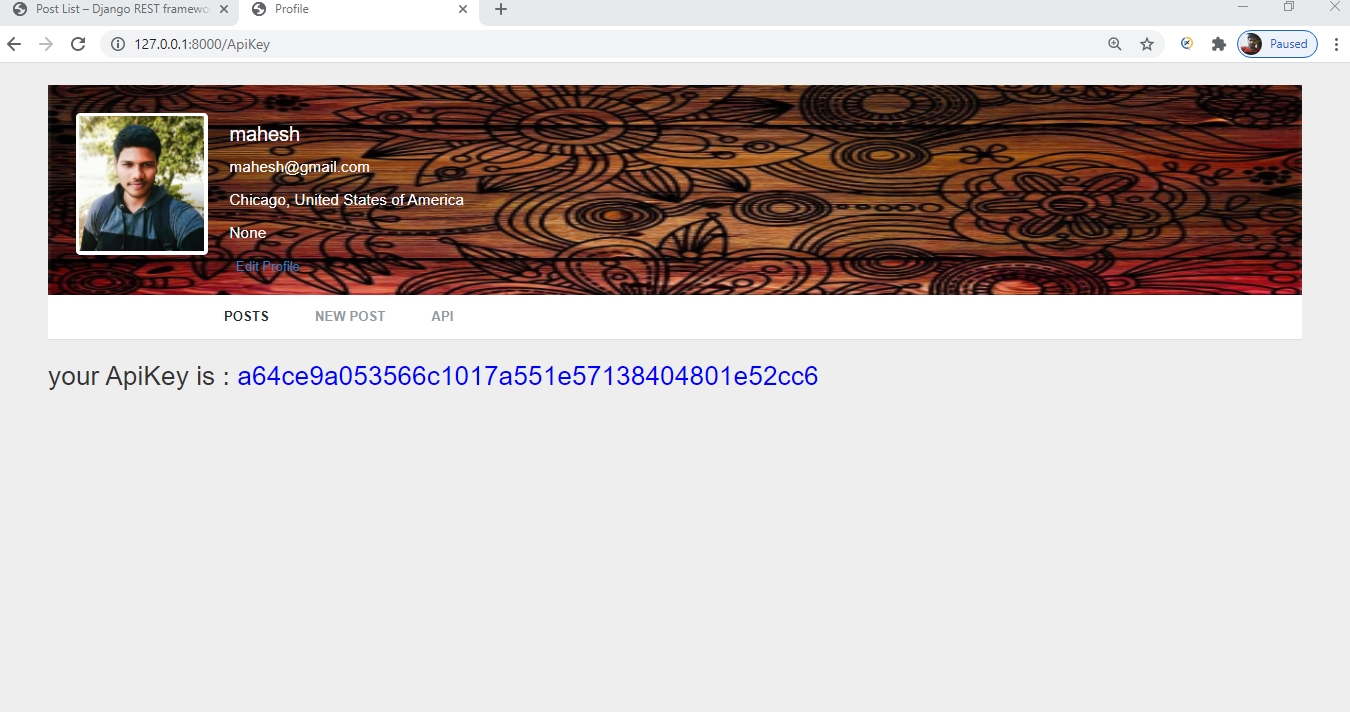 Post List – Django REST framewo
Profile
127.0.0.1:8000/ApiKey
Paused
mahesh
mahesh@gmail.com
Chicago, United States of America
None
Edit Profile
POSTS NEW POST API
your ApiKey is : a64ce9a053566c1017a551e57138404801e52cc6